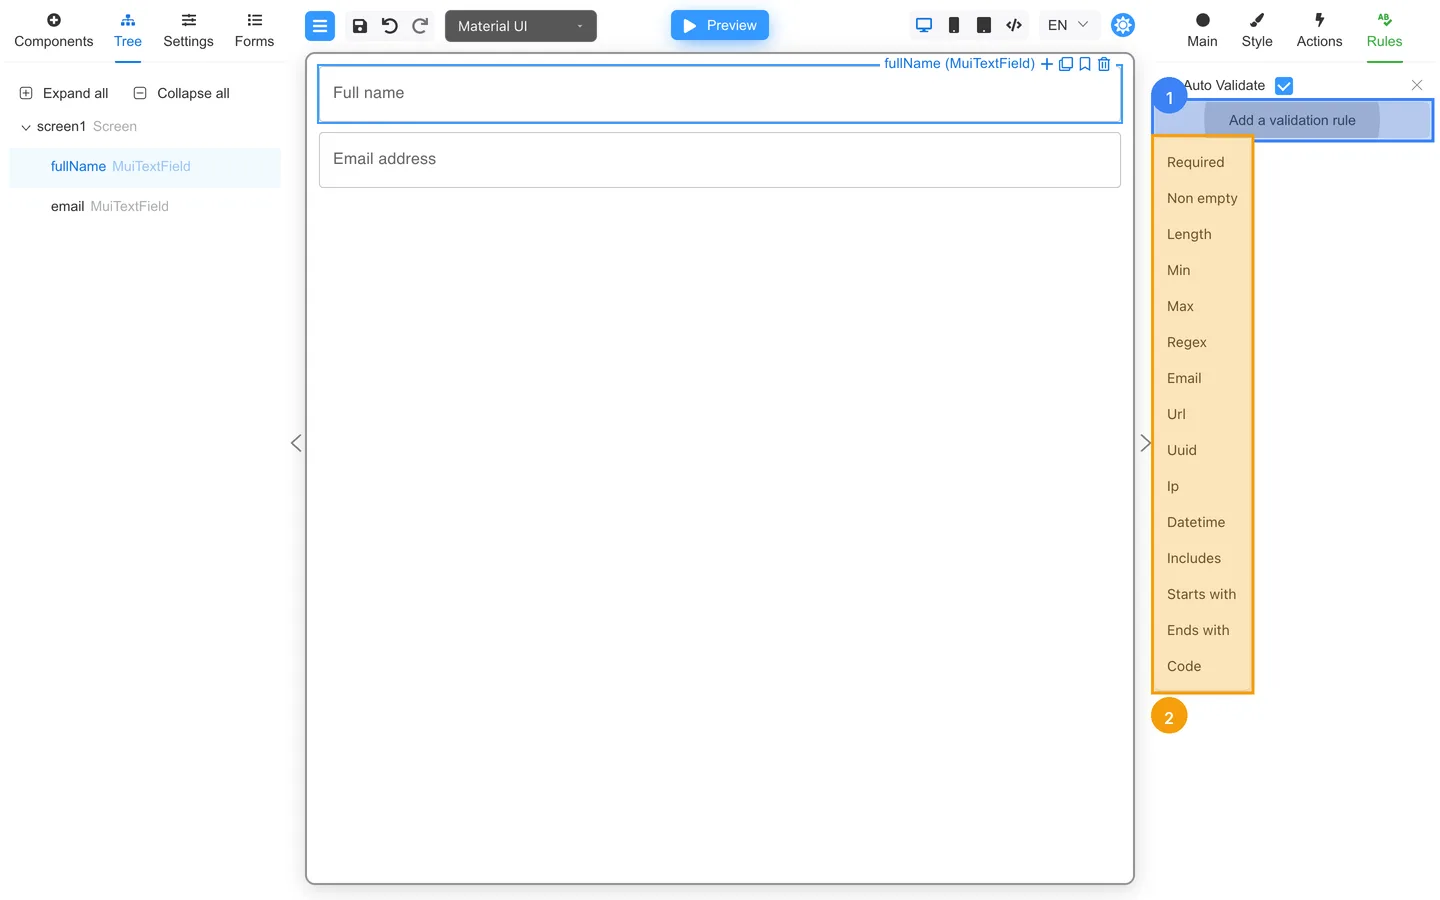 Components
Tree
Settings
Forms
Material UI
Preview
EN
Main
Style
Actions
Rules
Expand all
Collapse all
screen1 Screen
fullName MuiTextField
email MuiTextField
fullName (MuiTextField)
Full name
Email address
Auto Validate
1
Add a validation rule
Required
Non empty
Length
Min
Max
Regex
Email
Url
Uuid
Ip
Datetime
Includes
Starts with
Ends with
Code
2